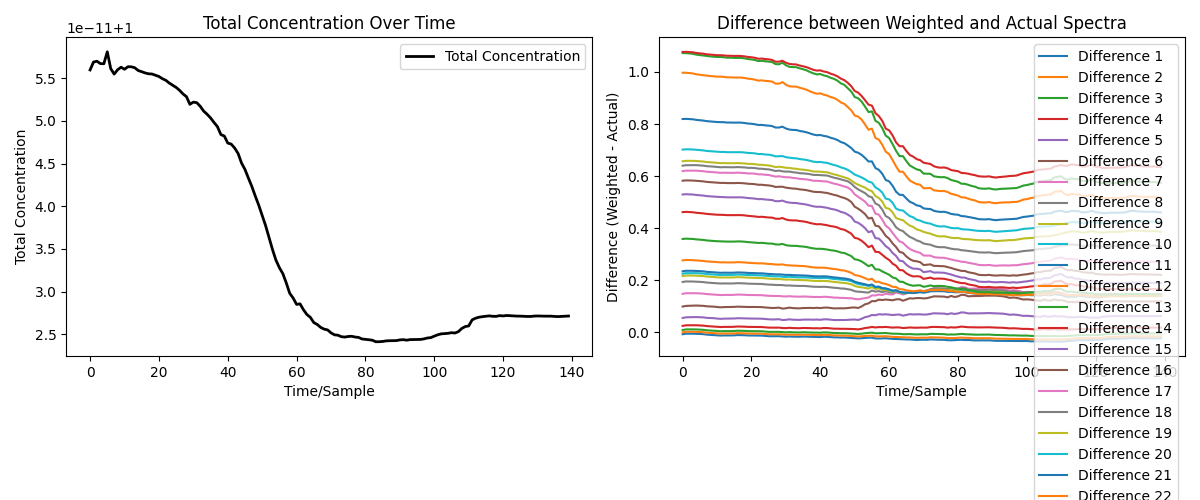 Total Concentration Over Time
1e−11+1
Total Concentration
5.5
5.0
4.5
4.0
3.5
3.0
2.5
Total Concentration
0 20 40 60 80 100 120 140
Time/Sample
Difference between Weighted and Actual Spectra
1.0
0.8
0.6
0.4
0.2
0.0
Difference (Weighted - Actual)
0 20 40 60 80 100
Time/Sample
Difference 1
Difference 2
Difference 3
Difference 4
Difference 5
Difference 6
Difference 7
Difference 8
Difference 9
Difference 10
Difference 11
Difference 12
Difference 13
Difference 14
Difference 15
Difference 16
Difference 17
Difference 18
Difference 19
Difference 20
Difference 21
Difference 22